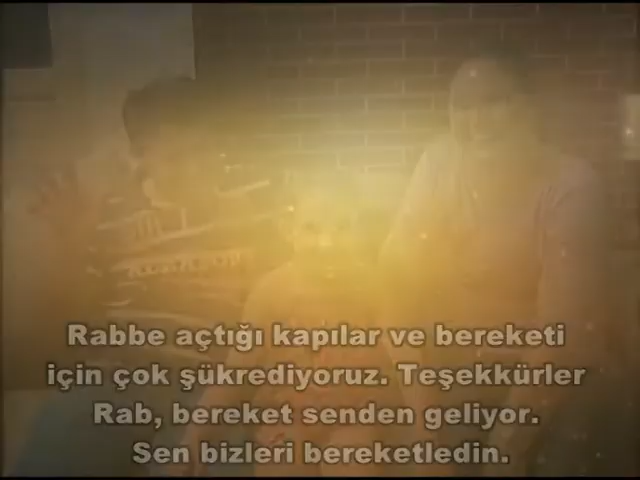 Rabbe açtığı kapılar ve bereketi
için çok şükrediyoruz. Teşekkürler
Rab, bereket senden geliyor.
Sen bizleri bereketledin.